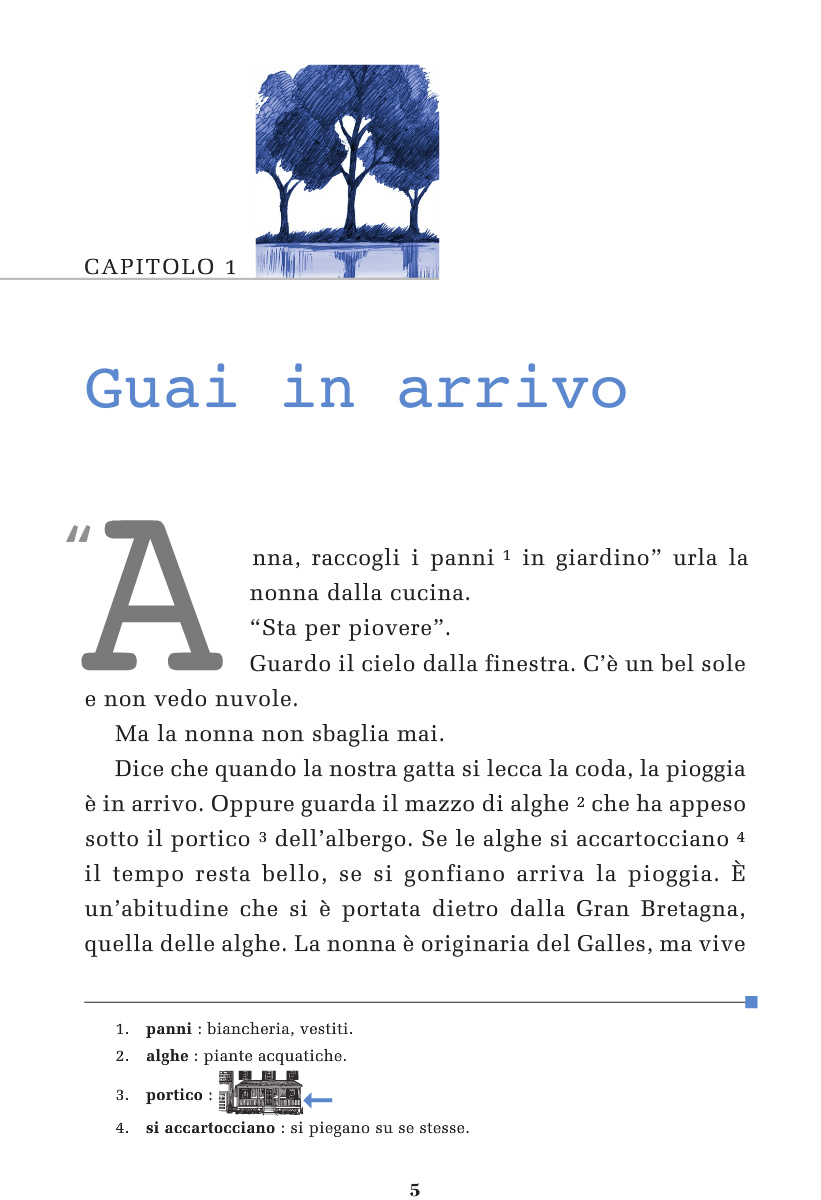 CAPITOLO 1
Guai in arrivo
“Anna, raccogli i panni 1 in giardino” urla la
nonna dalla cucina.
“Sta per piovere”.
Guardo il cielo dalla finestra. C’è un bel sole
e non vedo nuvole.
Ma la nonna non sbaglia mai.
Dice che quando la nostra gatta si lecca la coda, la pioggia
è in arrivo. Oppure guarda il mazzo di alghe 2 che ha appeso
sotto il portico 3 dell’albergo. Se le alghe si accartocciano 4
il tempo resta bello, se si gonfiano arriva la pioggia. È
un’abitudine che si è portata dietro dalla Gran Bretagna,
quella delle alghe. La nonna è originaria del Galles, ma vive
1. panni : biancheria, vestiti.
2. alghe : piante acquatiche.
3. portico :
4. si accartocciano : si piegano su se stesse.
5